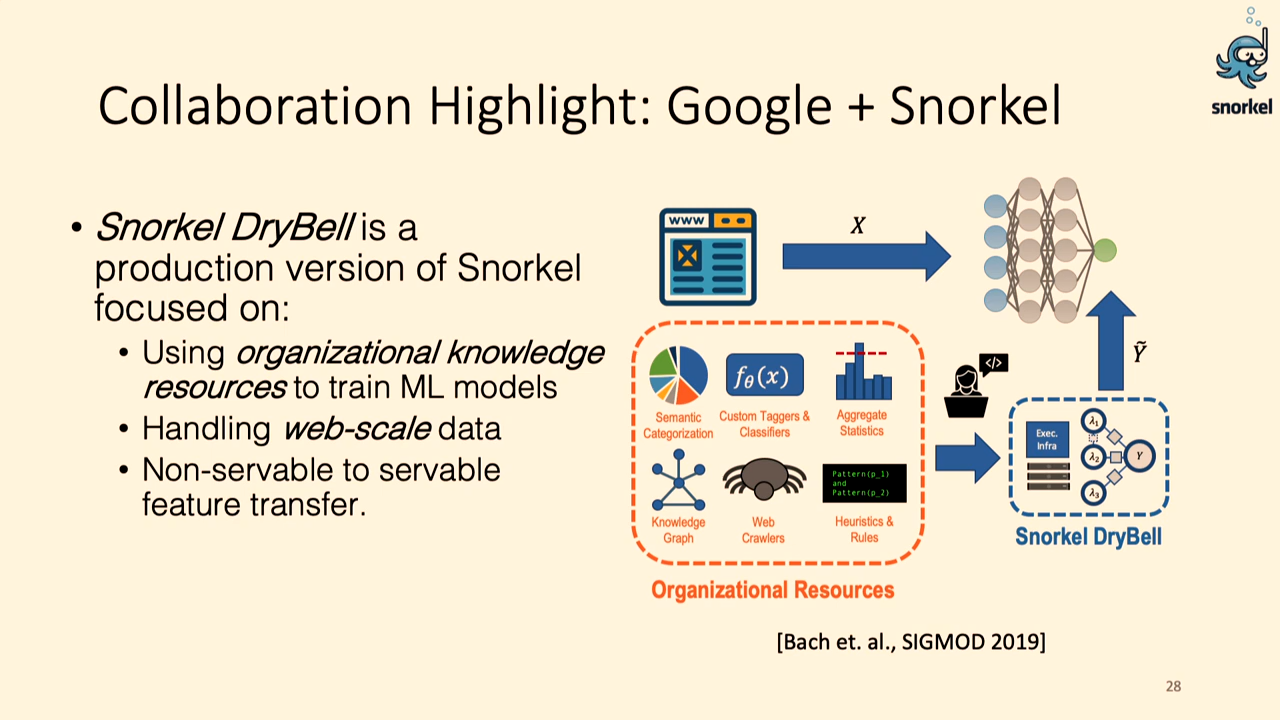 snorkel
Collaboration Highlight: Google + Snorkel
• Snorkel DryBell is a
production version of Snorkel
focused on:
• Using organizational knowledge
resources to train ML models
• Handling web-scale data
• Non-servable to servable
feature transfer.
www
X
Ỹ
Semantic
Categorization
fθ(x)
Custom Taggers &
Classifiers
Aggregate
Statistics
Knowledge
Graph
Web
Crawlers
Pattern(p_1)
and
Pattern(p_2)
Heuristics &
Rules
Organizational Resources
</>
Exec.
Infra
λ1
λ2
λ3
Y
Snorkel DryBell
[Bach et. al., SIGMOD 2019]
28